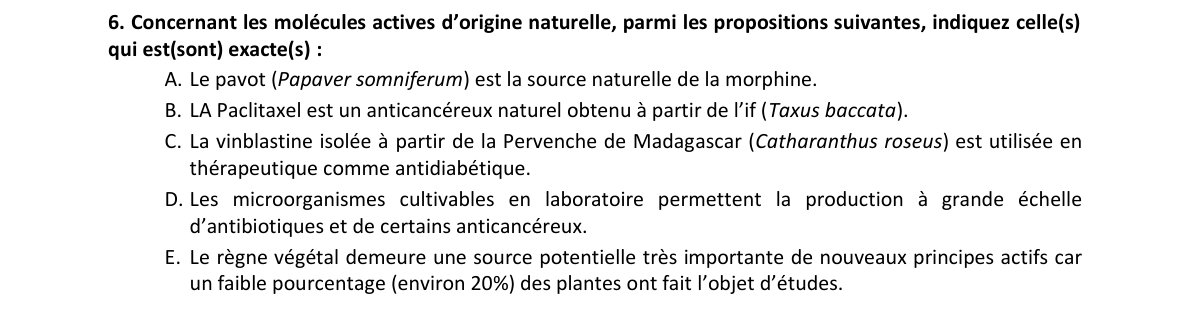 6. Concernant les molécules actives d’origine naturelle, parmi les propositions suivantes, indiquez celle(s)
qui est(sont) exacte(s) :
A. Le pavot (Papaver somniferum) est la source naturelle de la morphine.
B. LA Paclitaxel est un anticancéreux naturel obtenu à partir de l’if (Taxus baccata).
C. La vinblastine isolée à partir de la Pervenche de Madagascar (Catharanthus roseus) est utilisée en
thérapeutique comme antidiabétique.
D. Les microorganismes cultivables en laboratoire permettent la production à grande échelle
d’antibiotiques et de certains anticancéreux.
E. Le règne végétal demeure une source potentielle très importante de nouveaux principes actifs car
un faible pourcentage (environ 20%) des plantes ont fait l’objet d’études.